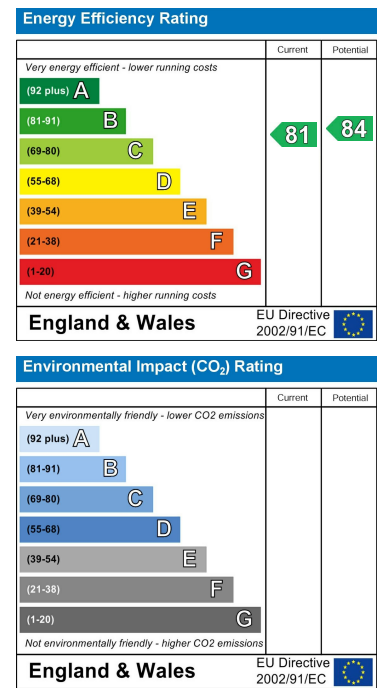 Energy Efficiency Rating
Current Potential
Very energy efficient - lower running costs
(92 plus) A
(81-91) B
(69-80) C
(55-68) D
(39-54) E
(21-38) F
(1-20) G
81 84
Not energy efficient - higher running costs
England & Wales
EU Directive
2002/91/EC
Environmental Impact (CO₂) Rating
Current Potential
Very environmentally friendly - lower CO2 emissions
(92 plus) A
(81-91) B
(69-80) C
(55-68) D
(39-54) E
(21-38) F
(1-20) G
Not environmentally friendly - higher CO2 emissions
England & Wales
EU Directive
2002/91/EC